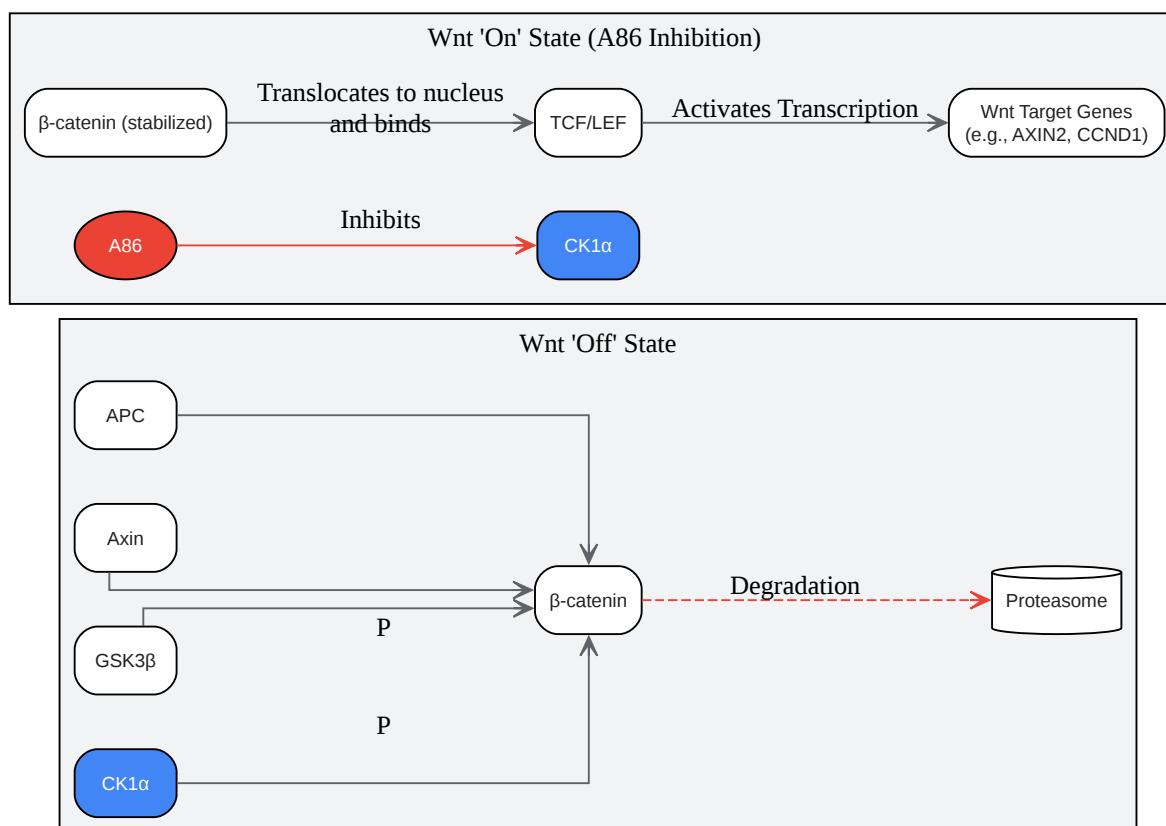 Wnt 'On' State (A86 Inhibition)
β-catenin (stabilized)
Translocates to nucleus
and binds
TCF/LEF
Activates Transcription
Wnt Target Genes
(e.g., AXIN2, CCND1)
A86
Inhibits
CK1α
Wnt 'Off' State
APC
Axin
GSK3β
P
β-catenin
Degradation
Proteasome
P
CK1α